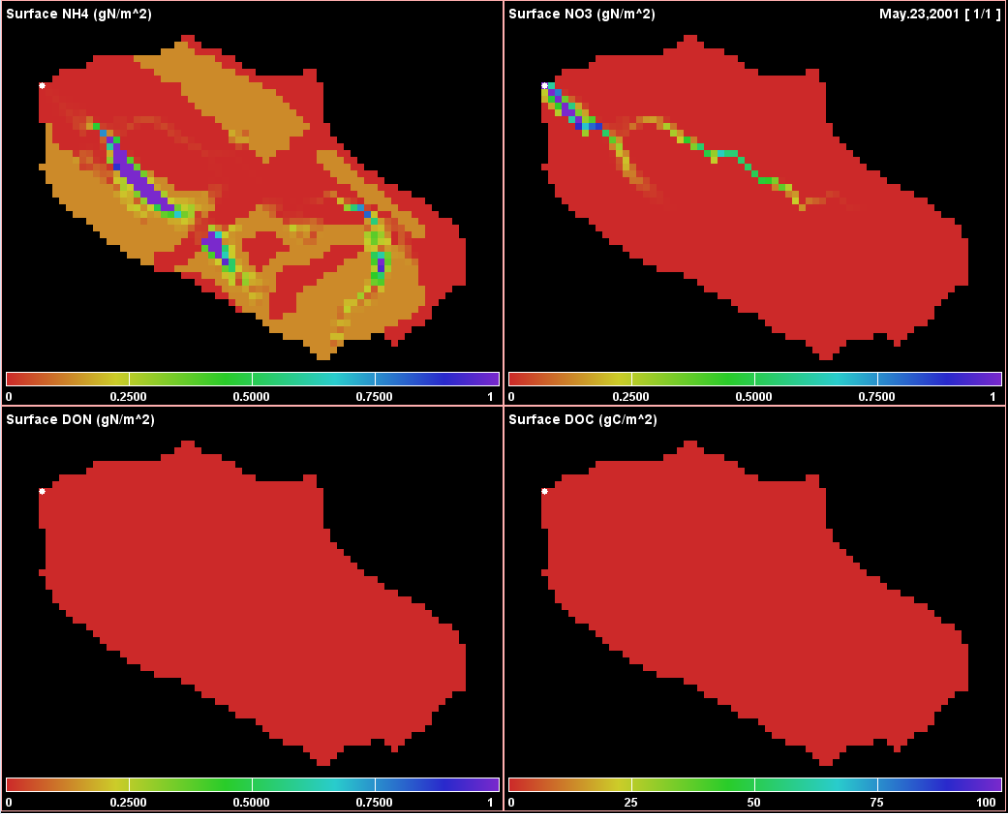 Surface NH4 (gN/m^2)
Surface NO3 (gN/m^2) May.23,2001 [ 1/1 ]
0 0.2500 0.5000 0.7500 1
0 0.2500 0.5000 0.7500 1
Surface DON (gN/m^2)
Surface DOC (gC/m^2)
0 0.2500 0.5000 0.7500 1
0 25 50 75 100